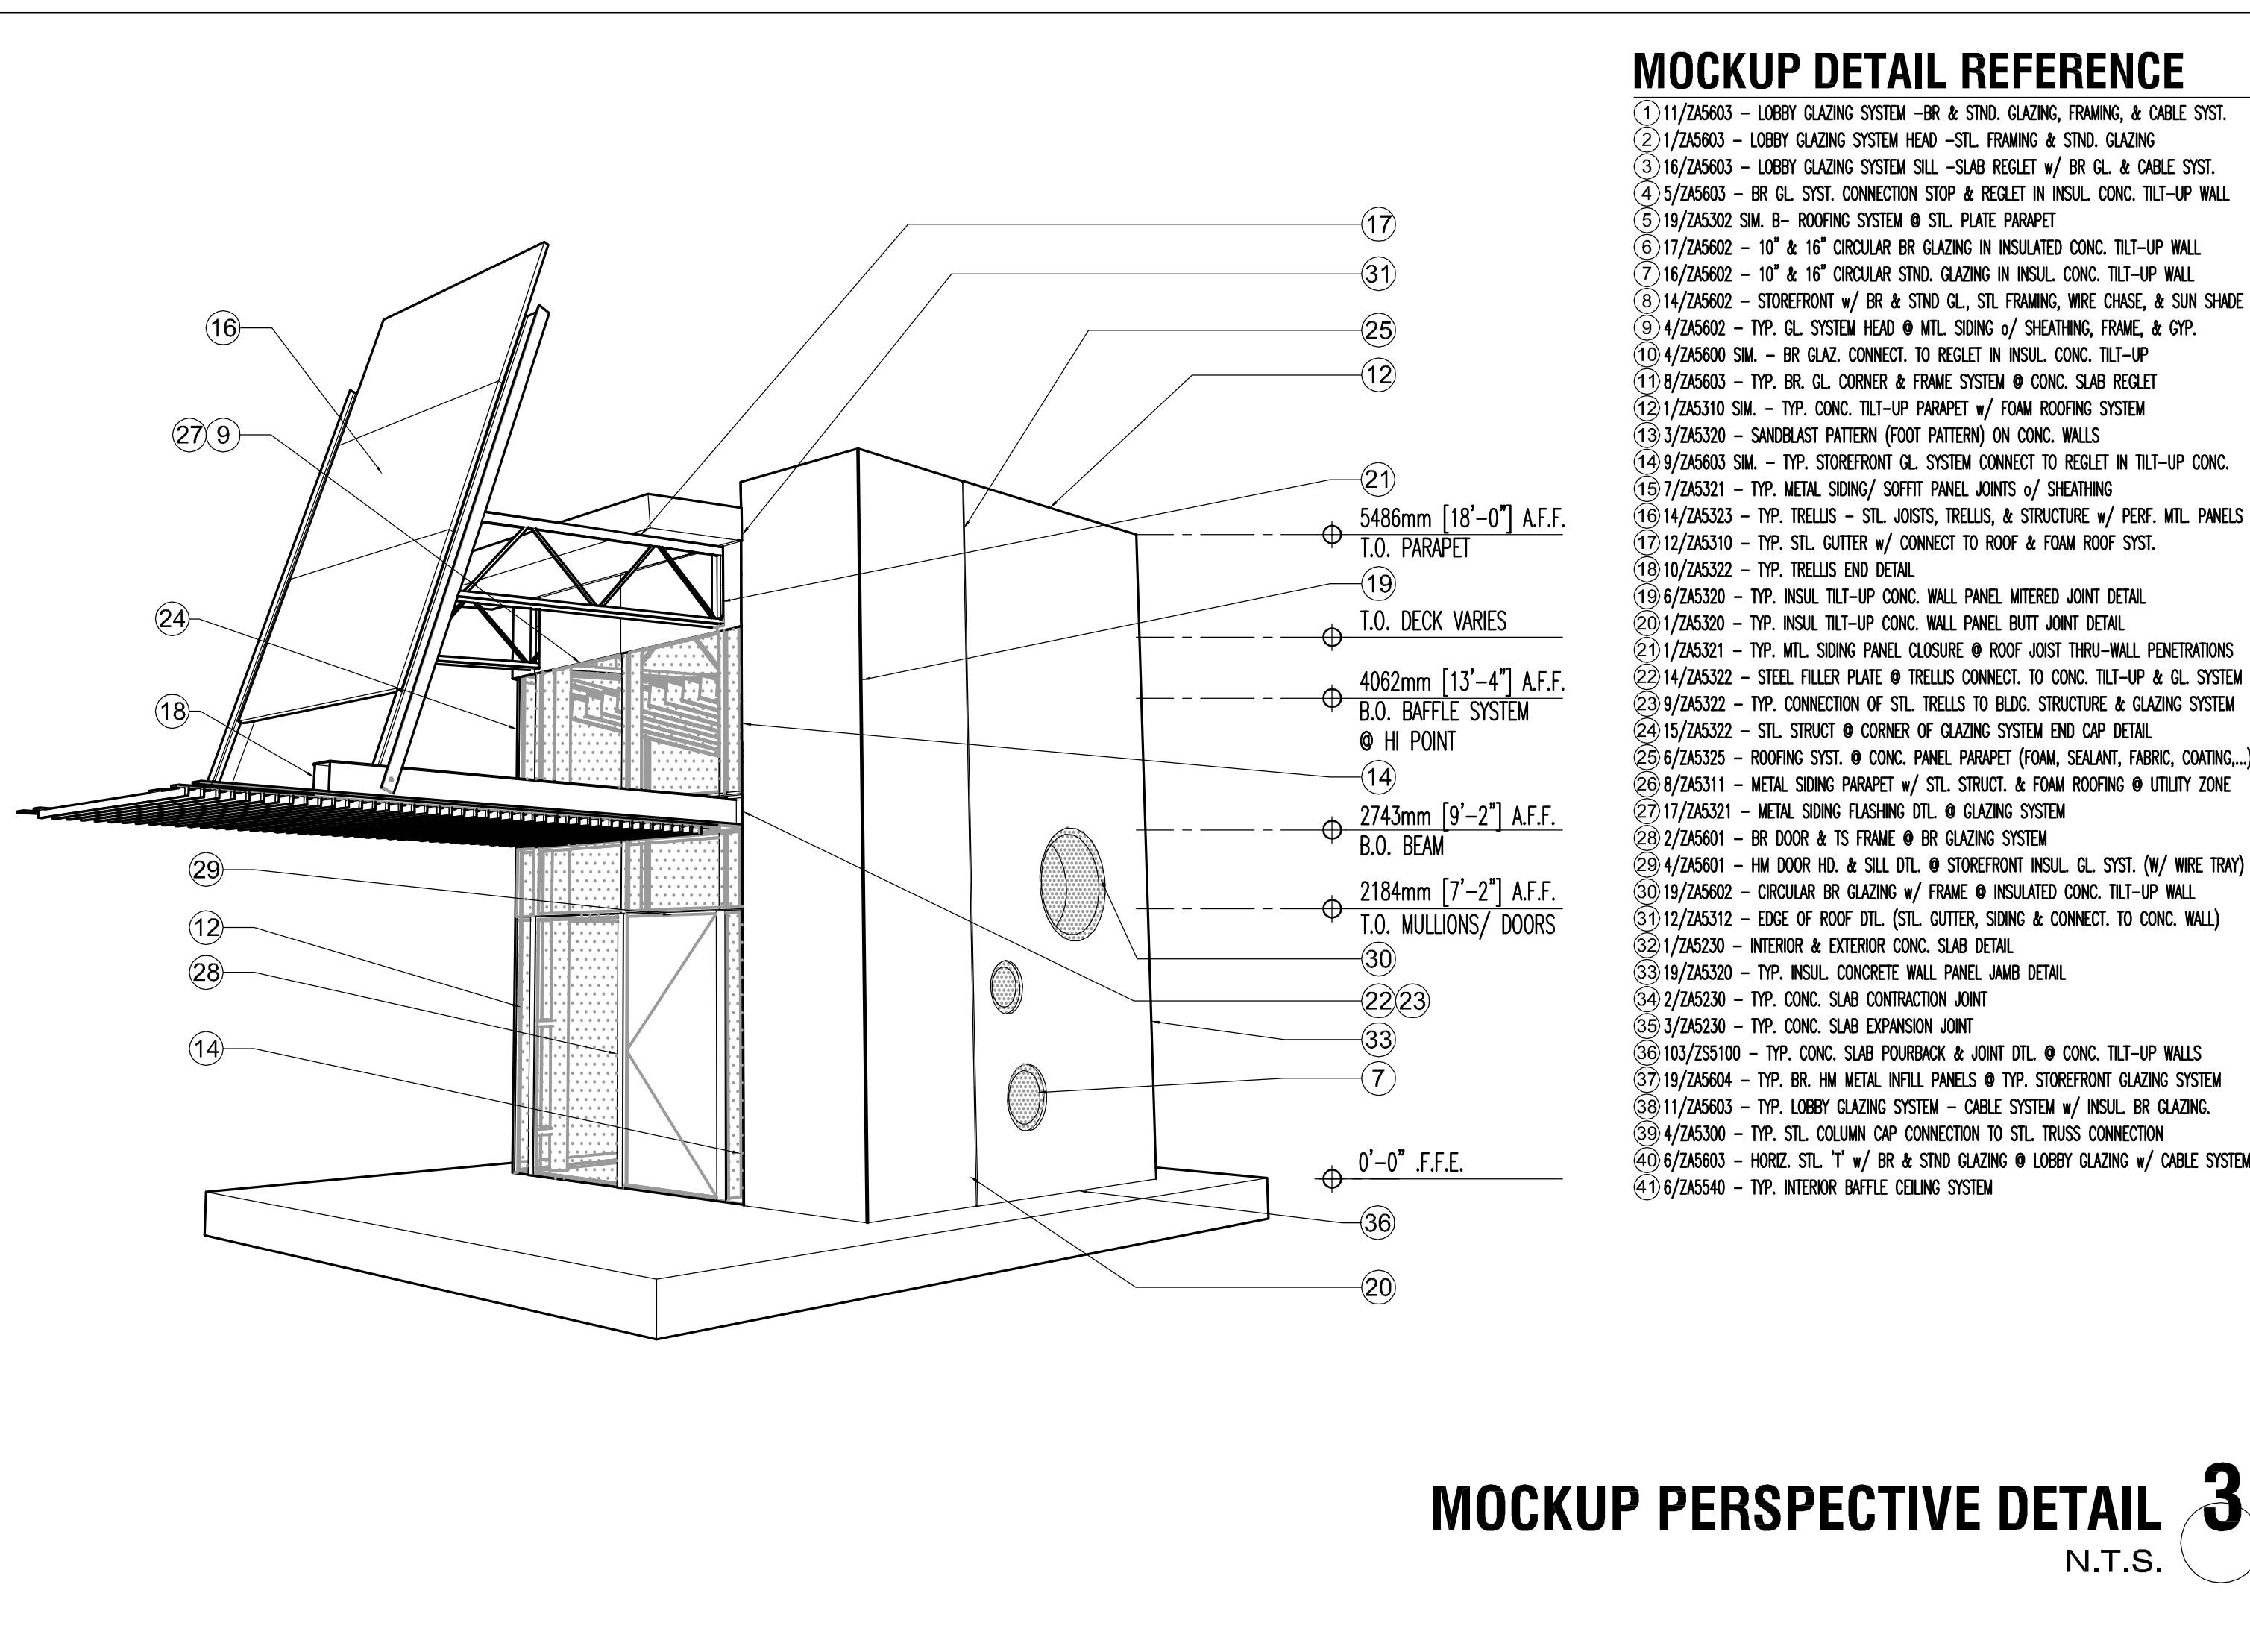 MOCKUP DETAIL REFERENCE
1 11/ZA5603 – LOBBY GLAZING SYSTEM –BR & STND. GLAZING, FRAMING, & CABLE SYST.
2 1/ZA5603 – LOBBY GLAZING SYSTEM HEAD –STL. FRAMING & STND. GLAZING
3 16/ZA5603 – LOBBY GLAZING SYSTEM SILL –SLAB REGLET w/ BR GL. & CABLE SYST.
4 5/ZA5603 – BR GL. SYST. CONNECTION STOP & REGLET IN INSUL. CONC. TILT–UP WALL
5 19/ZA5302 SIM. B– ROOFING SYSTEM @ STL. PLATE PARAPET
6 17/ZA5602 – 10" & 16" CIRCULAR BR GLAZING IN INSULATED CONC. TILT–UP WALL
7 16/ZA5602 – 10" & 16" CIRCULAR STND. GLAZING IN INSUL. CONC. TILT–UP WALL
8 14/ZA5602 – STOREFRONT w/ BR & STND GL., STL FRAMING, WIRE CHASE, & SUN SHADE
9 4/ZA5602 – TYP. GL. SYSTEM HEAD @ MTL. SIDING o/ SHEATHING, FRAME, & GYP.
10 4/ZA5600 SIM. – BR GLAZ. CONNECT. TO REGLET IN INSUL. CONC. TILT–UP
11 8/ZA5603 – TYP. BR. GL. CORNER & FRAME SYSTEM @ CONC. SLAB REGLET
12 1/ZA5310 SIM. – TYP. CONC. TILT–UP PARAPET w/ FOAM ROOFING SYSTEM
13 3/ZA5320 – SANDBLAST PATTERN (FOOT PATTERN) ON CONC. WALLS
14 9/ZA5603 SIM. – TYP. STOREFRONT GL. SYSTEM CONNECT TO REGLET IN TILT–UP CONC.
15 7/ZA5321 – TYP. METAL SIDING/ SOFFIT PANEL JOINTS o/ SHEATHING
16 14/ZA5323 – TYP. TRELLIS – STL. JOISTS, TRELLIS, & STRUCTURE w/ PERF. MTL. PANELS
17 12/ZA5310 – TYP. STL. GUTTER w/ CONNECT TO ROOF & FOAM ROOF SYST.
18 10/ZA5322 – TYP. TRELLIS END DETAIL
19 6/ZA5320 – TYP. INSUL TILT–UP CONC. WALL PANEL MITERED JOINT DETAIL
20 1/ZA5320 – TYP. INSUL TILT–UP CONC. WALL PANEL BUTT JOINT DETAIL
21 1/ZA5321 – TYP. MTL. SIDING PANEL CLOSURE @ ROOF JOIST THRU–WALL PENETRATIONS
22 14/ZA5322 – STEEL FILLER PLATE @ TRELLIS CONNECT. TO CONC. TILT–UP & GL. SYSTEM
23 9/ZA5322 – TYP. CONNECTION OF STL. TRELLS TO BLDG. STRUCTURE & GLAZING SYSTEM
24 15/ZA5322 – STL. STRUCT @ CORNER OF GLAZING SYSTEM END CAP DETAIL
25 6/ZA5325 – ROOFING SYST. @ CONC. PANEL PARAPET (FOAM, SEALANT, FABRIC, COATING,...)
26 8/ZA5311 – METAL SIDING PARAPET w/ STL. STRUCT. & FOAM ROOFING @ UTILITY ZONE
27 17/ZA5321 – METAL SIDING FLASHING DTL. @ GLAZING SYSTEM
28 2/ZA5601 – BR DOOR & TS FRAME @ BR GLAZING SYSTEM
29 4/ZA5601 – HM DOOR HD. & SILL DTL. @ STOREFRONT INSUL. GL. SYST. (W/ WIRE TRAY)
30 19/ZA5602 – CIRCULAR BR GLAZING w/ FRAME @ INSULATED CONC. TILT–UP WALL
31 12/ZA5312 – EDGE OF ROOF DTL. (STL. GUTTER, SIDING & CONNECT. TO CONC. WALL)
32 1/ZA5230 – INTERIOR & EXTERIOR CONC. SLAB DETAIL
33 19/ZA5320 – TYP. INSUL. CONCRETE WALL PANEL JAMB DETAIL
34 2/ZA5230 – TYP. CONC. SLAB CONTRACTION JOINT
35 3/ZA5230 – TYP. CONC. SLAB EXPANSION JOINT
36 103/ZS5100 – TYP. CONC. SLAB POURBACK & JOINT DTL. @ CONC. TILT–UP WALLS
37 19/ZA5604 – TYP. BR. HM METAL INFILL PANELS @ TYP. STOREFRONT GLAZING SYSTEM
38 11/ZA5603 – TYP. LOBBY GLAZING SYSTEM – CABLE SYSTEM w/ INSUL. BR GLAZING.
39 4/ZA5300 – TYP. STL. COLUMN CAP CONNECTION TO STL. TRUSS CONNECTION
40 6/ZA5603 – HORIZ. STL. 'T' w/ BR & STND GLAZING @ LOBBY GLAZING w/ CABLE SYSTEM
41 6/ZA5540 – TYP. INTERIOR BAFFLE CEILING SYSTEM
16
27 9
24
18
29
12
28
14
17
31
25
12
21
5486mm [18'–0"] A.F.F.
T.O. PARAPET
19
T.O. DECK VARIES
4062mm [13'–4"] A.F.F.
B.O. BAFFLE SYSTEM
@ HI POINT
14
2743mm [9'–2"] A.F.F.
B.O. BEAM
2184mm [7'–2"] A.F.F.
T.O. MULLIONS/ DOORS
30
22 23
33
7
0'–0" .F.F.E.
36
20
MOCKUP PERSPECTIVE DETAIL 3
N.T.S.